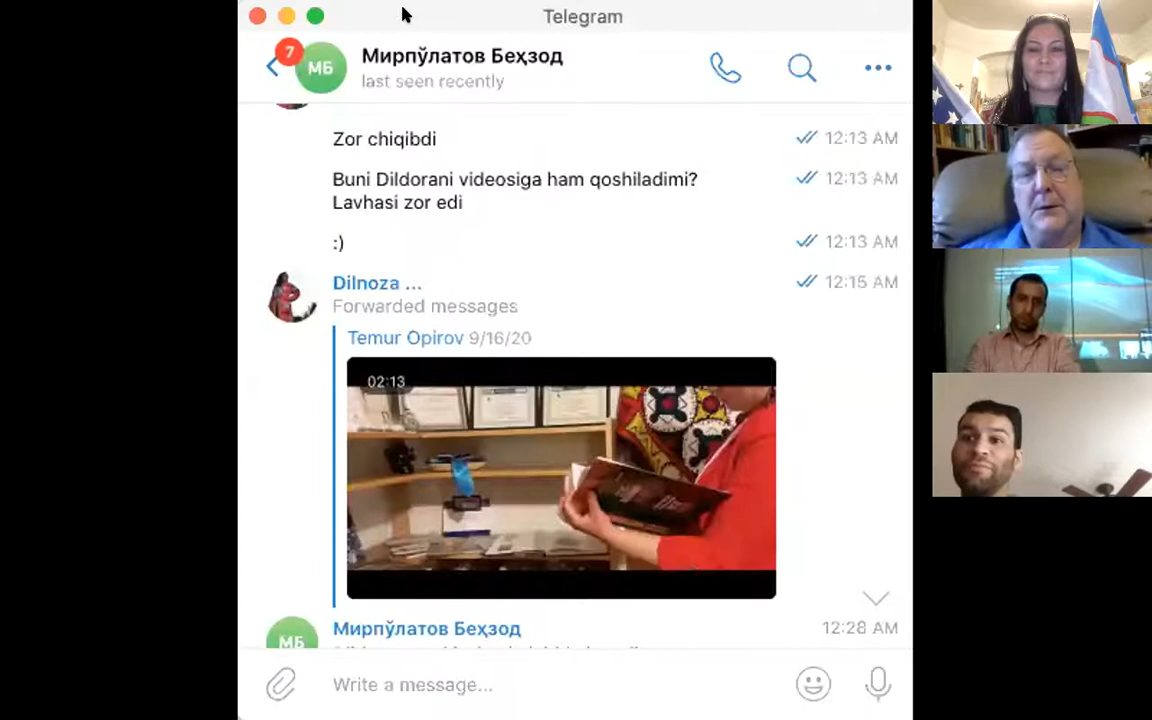 Telegram
7
МБ
Мирпўлатов Беҳзод
last seen recently
Zor chiqibdi
12:13 AM
Buni Dildorani videosiga ham qoshiladimi?
12:13 AM
Lavhasi zor edi
:)
12:13 AM
Dilnoza ...
12:15 AM
Forwarded messages
Temur Opirov 9/16/20
02:13
МБ
Мирпўлатов Беҳзод
12:28 AM
Write a message...